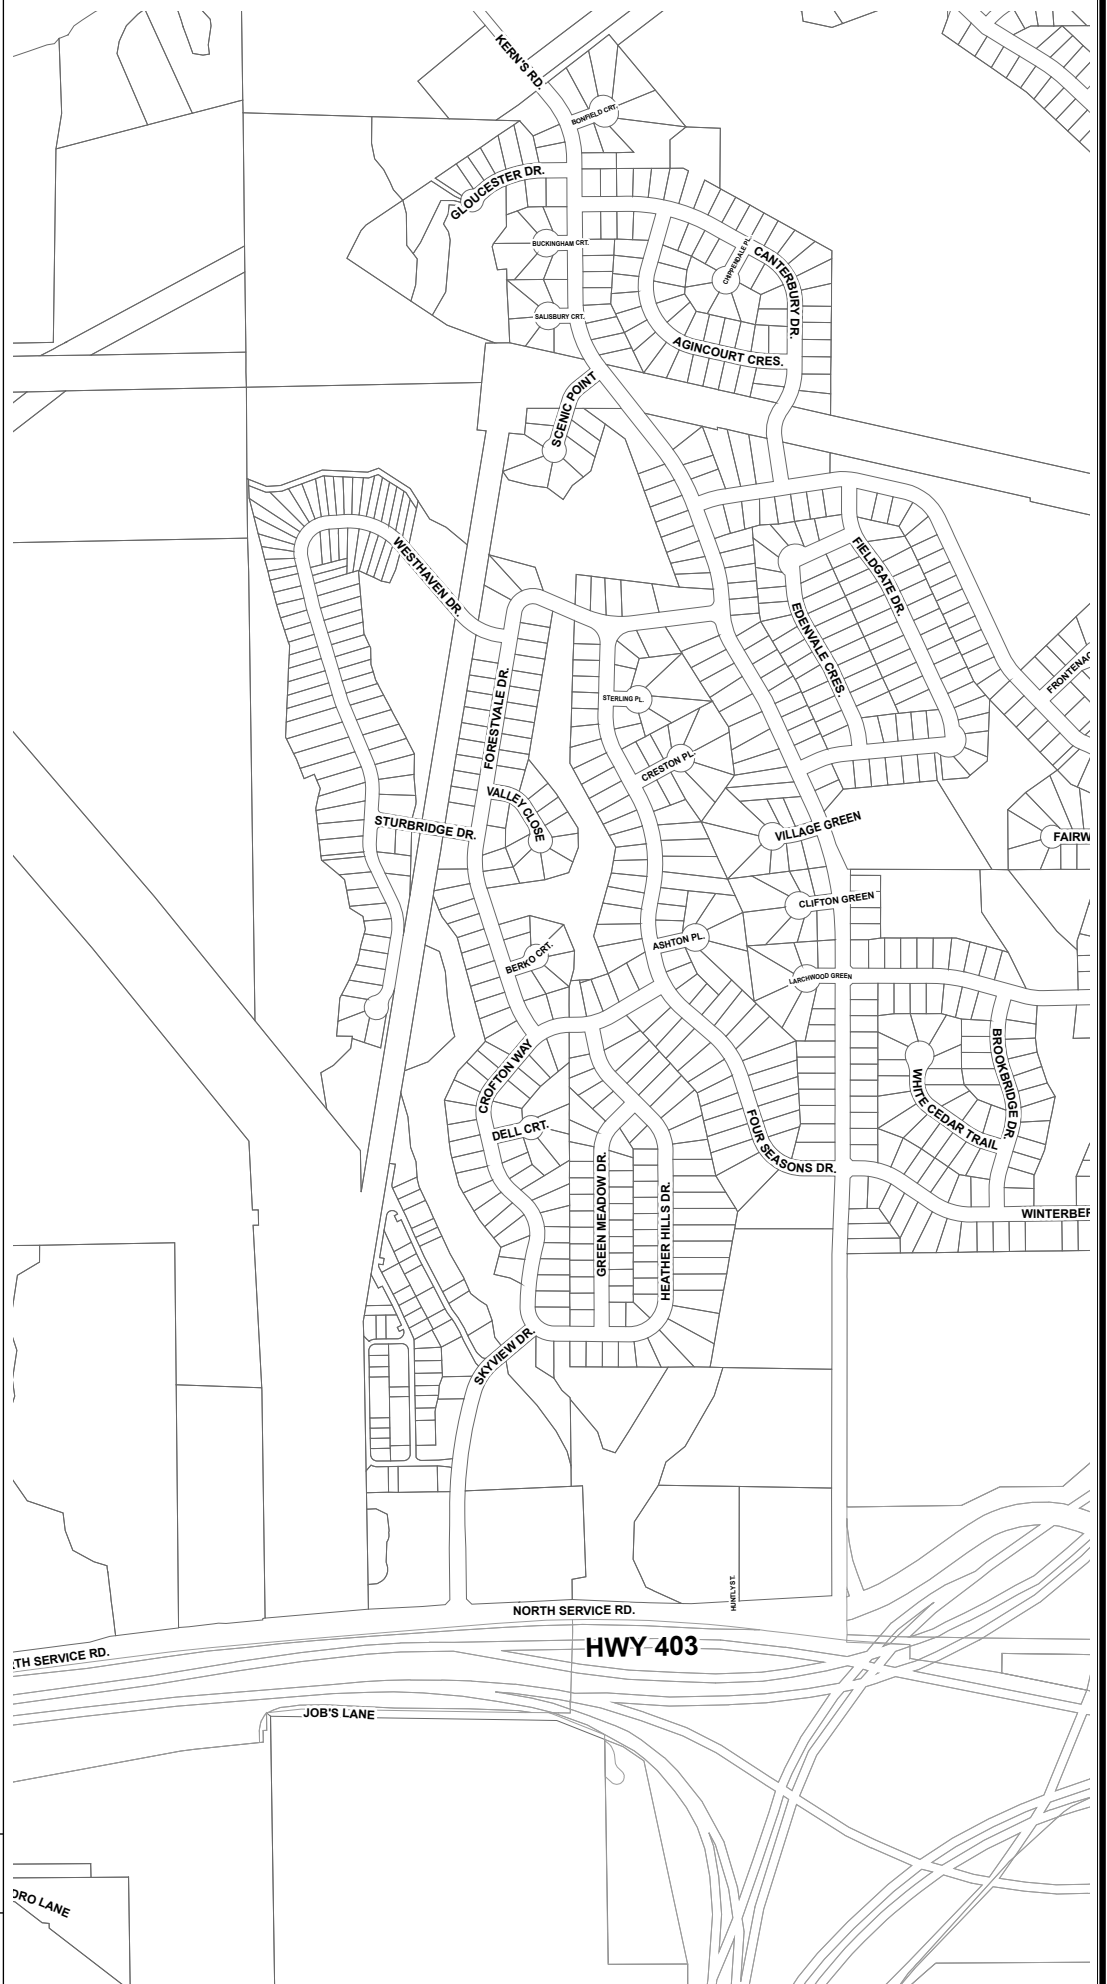 KERN'S RD.
BONFIELD CRT.
GLOUCESTER DR.
BUCKINGHAM CRT.
CHIPPENDALE PL.
CANTERBURY DR.
SALISBURY CRT.
AGINCOURT CRES.
SCENIC POINT
WESTHAVEN DR.
FIELDGATE DR.
EDENVALE CRES.
FRONTENAC
STERLING PL.
FORESTVALE DR.
CRESTON PL.
VALLEY CLOSE
STURBRIDGE DR.
VILLAGE GREEN
FAIRW
CLIFTON GREEN
ASHTON PL.
BERKO CRT.
LARCHWOOD GREEN
BROOKBRIDGE DR.
CROFTON WAY
WHITE CEDAR TRAIL
DELL CRT.
FOUR SEASONS DR.
GREEN MEADOW DR.
HEATHER HILLS DR.
WINTERBER
SKYVIEW DR.
HUNTLY ST.
NORTH SERVICE RD.
HWY 403
TH SERVICE RD.
JOB'S LANE
DRO LANE